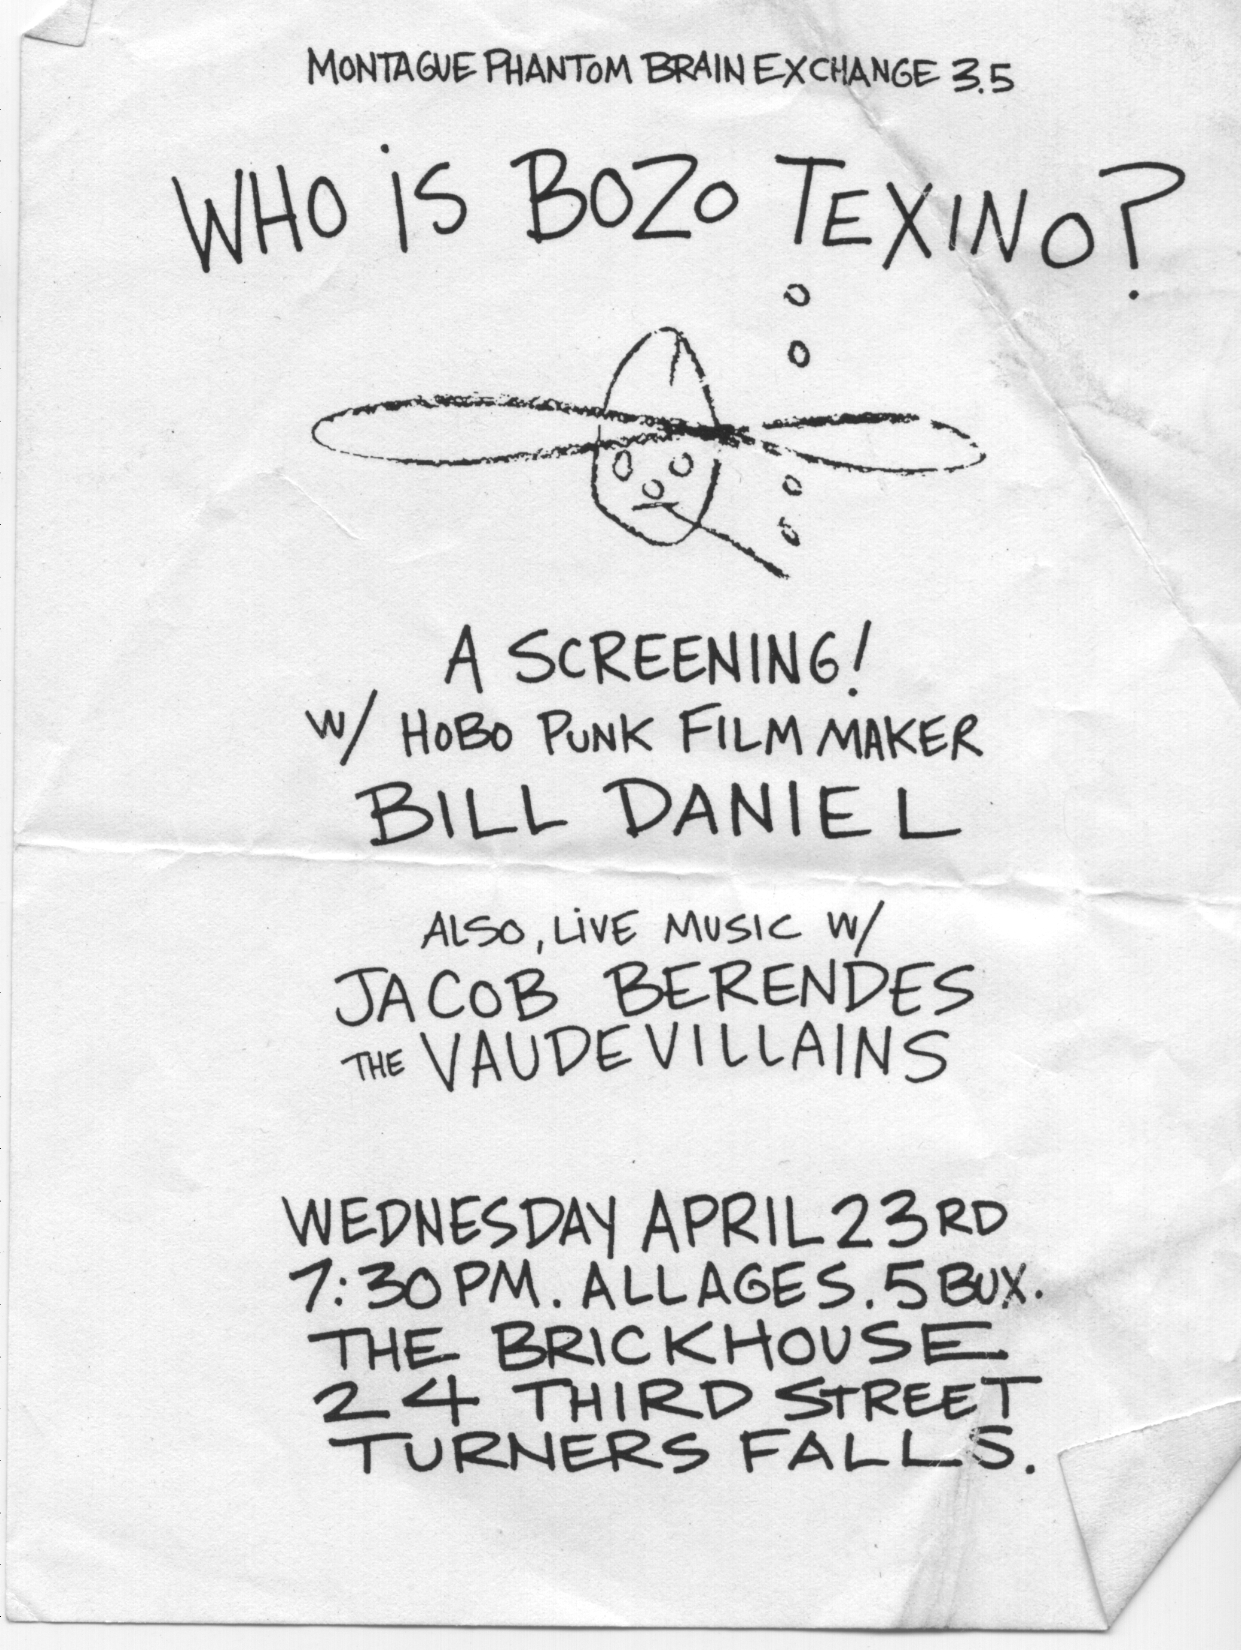 MONTAGUE PHANTOM BRAIN EXCHANGE 3.5
WHO iS BOZO TEXINO?
A SCREENING!
W/ HOBO PUNK FILM MAKER
BILL DANIEL
ALSO, LiVE MUSIC W/
JACOB BERENDES
THE VAUDEVILLAINS
WEDNESDAY APRIL 23RD
7:30 PM. ALL AGES. 5 BUX.
THE BRICKHOUSE
24 THIRD STREET
TURNERS FALLS.